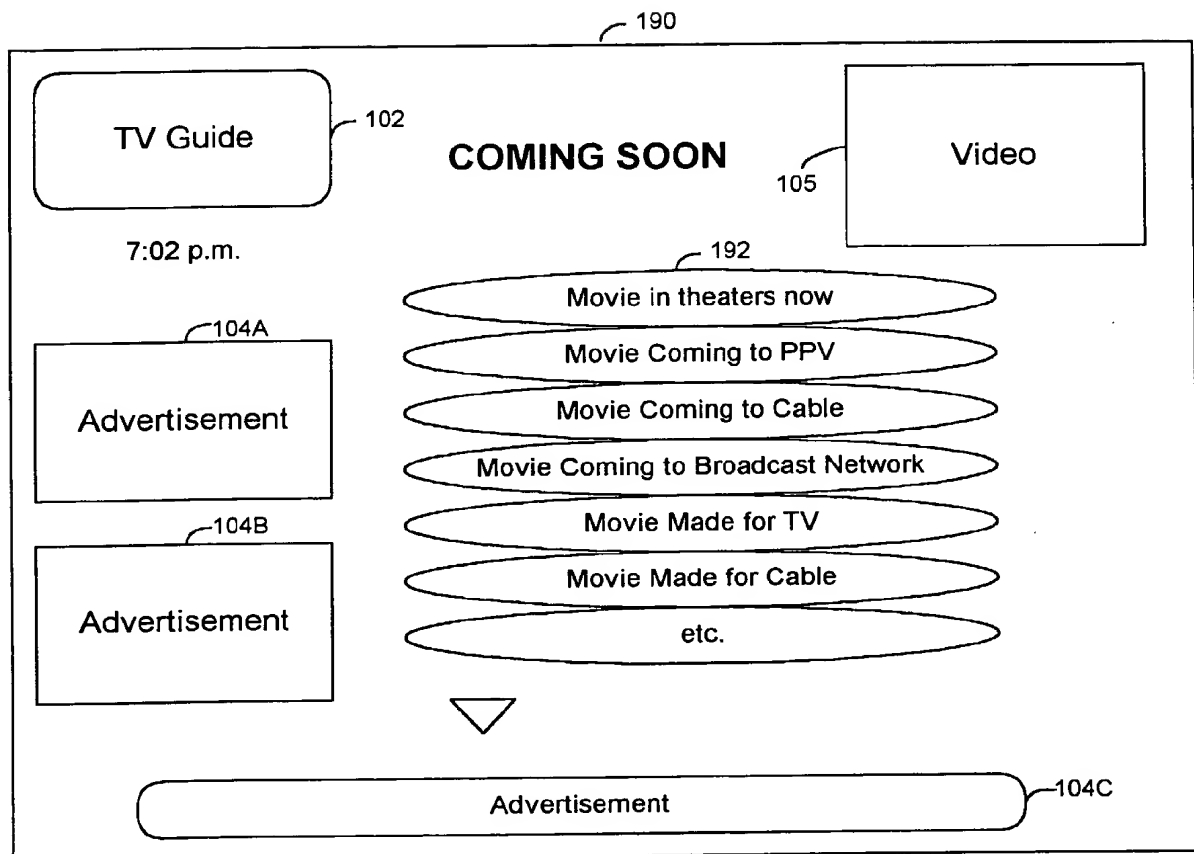 190
TV Guide
102
COMING SOON
Video
105
7:02 p.m.
192
Movie in theaters now
Movie Coming to PPV
Movie Coming to Cable
Movie Coming to Broadcast Network
Movie Made for TV
Movie Made for Cable
etc.
104A
Advertisement
104B
Advertisement
Advertisement
104C